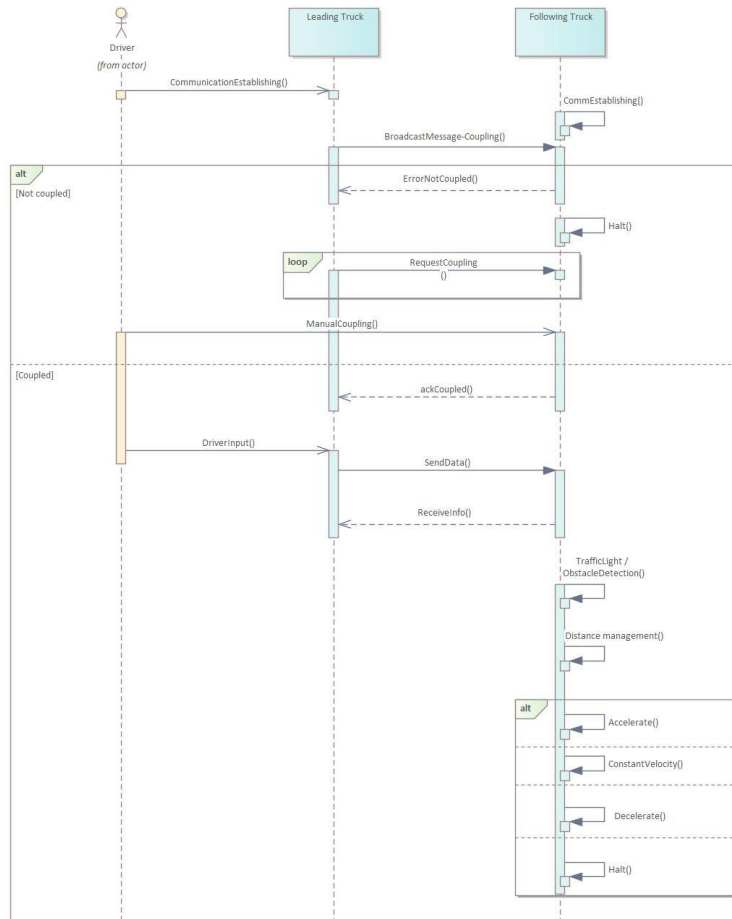 Leading Truck
Following Truck
Driver
(from actor)
CommunicationEstablishing()
CommEstablishing()
BroadcastMessage-Coupling()
alt
ErrorNotCoupled()
[Not coupled]
Halt()
loop
RequestCoupling
()
ManualCoupling()
[Coupled]
ackCoupled()
DriverInput()
SendData()
ReceiveInfo()
TrafficLight /
ObstacleDetection()
Distance management()
alt
Accelerate()
ConstantVelocity()
Decelerate()
Halt()